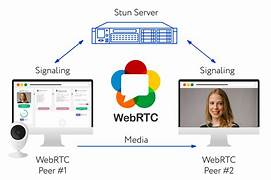 Stun Server
Signaling
Signaling
WebRTC
Media
WebRTC
Peer #1
WebRTC
Peer #2